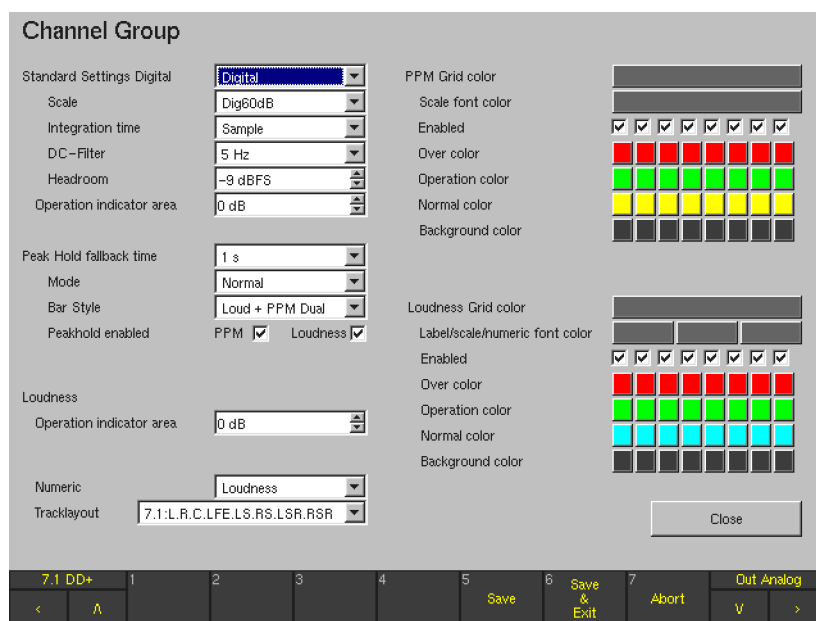 Channel Group
Standard Settings Digital Digital
Scale Dig60dB
Integration time Sample
DC-Filter 5 Hz
Headroom -9 dBFS
Operation indicator area 0 dB
Peak Hold fallback time 1 s
Mode Normal
Bar Style Loud + PPM Dual
Peakhold enabled PPM Loudness
Loudness
Operation indicator area 0 dB
Numeric Loudness
Tracklayout 7.1:L.R.C.LFE.LS.RS.LSR.RSR
PPM Grid color
Scale font color
Enabled
Over color
Operation color
Normal color
Background color
Loudness Grid color
Label/scale/numeric font color
Enabled
Over color
Operation color
Normal color
Background color
Close
7.1 DD+
< Λ
1
2
3
4
5 Save
6 Save
&
Exit
7 Abort
Out Analog
V >